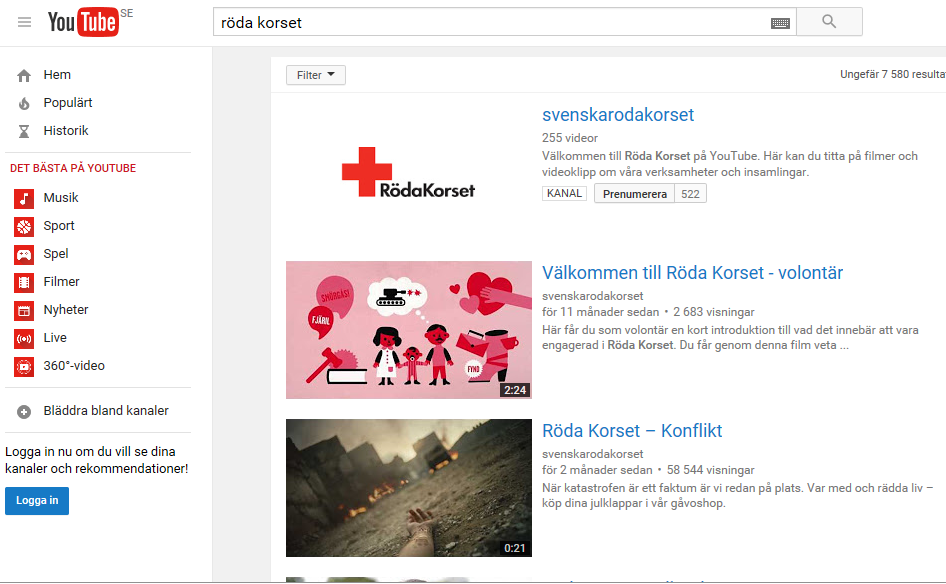 YouTube SE
röda korset
Hem
Populärt
Historik
DET BÄSTA PÅ YOUTUBE
Musik
Sport
Spel
Filmer
Nyheter
Live
360°-video
Bläddra bland kanaler
Logga in nu om du vill se dina
kanaler och rekommendationer!
Logga in
Filter
Ungefär 7 580 resulta
RödaKorset
svenskarodakorset
255 videor
Välkommen till Röda Korset på YouTube. Här kan du titta på filmer och
videoklipp om våra verksamheter och insamlingar.
KANAL Prenumerera 522
SMÖRGÅS!
FJÄRIL
FYND
2:24
Välkommen till Röda Korset - volontär
svenskarodakorset
för 11 månader sedan • 2 683 visningar
Här får du som volontär en kort introduktion till vad det innebär att vara
engagerad i Röda Korset. Du får genom denna film veta ...
0:21
Röda Korset – Konflikt
svenskarodakorset
för 2 månader sedan • 58 544 visningar
När katastrofen är ett faktum är vi redan på plats. Var med och rädda liv –
köp dina julklappar i vår gåvoshop.